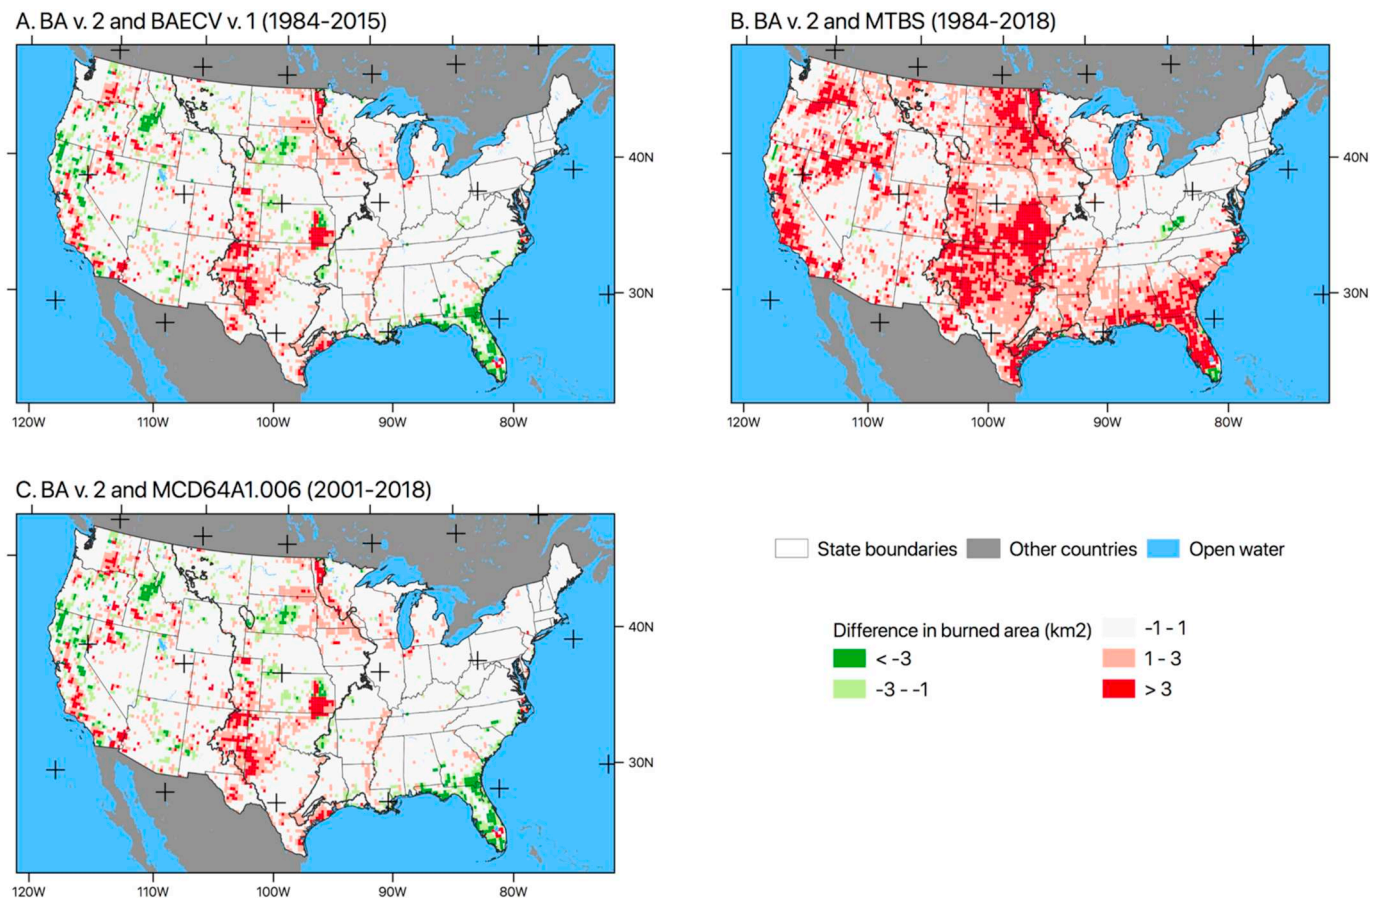 A. BA v. 2 and BAECV v. 1 (1984-2015)
B. BA v. 2 and MTBS (1984-2018)
40N
30N
120W 110W 100W 90W 80W
40N
30N
120W 110W 100W 90W 80W
C. BA v. 2 and MCD64A1.006 (2001-2018)
40N
30N
120W 110W 100W 90W 80W
State boundaries Other countries Open water
Difference in burned area (km2)
< -3
-3 - -1
-1 - 1
1 - 3
> 3